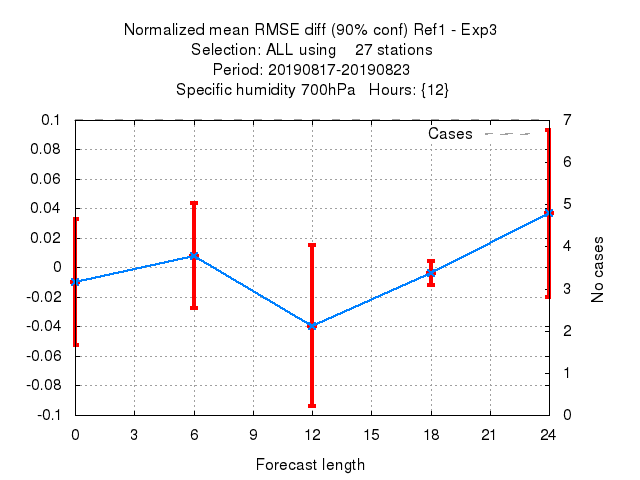 Normalized mean RMSE diff (90% conf) Ref1 - Exp3
Selection: ALL using 27 stations
Period: 20190817-20190823
Specific humidity 700hPa Hours: {12}
Cases
0.1
0.08
0.06
0.04
0.02
0
-0.02
-0.04
-0.06
-0.08
-0.1
7
6
5
4
3
2
1
0
No cases
0 3 6 9 12 15 18 21 24
Forecast length